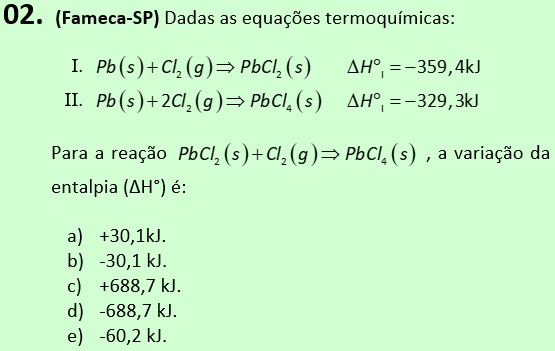 02. (Fameca-SP) Dadas as equações termoquímicas:
I. Pb(s)+Cl₂(g)⇒PbCl₂(s) ΔH°ₗ=−359,4kJ
II. Pb(s)+2Cl₂(g)⇒PbCl₄(s) ΔH°ₗ=−329,3kJ
Para a reação PbCl₂(s)+Cl₂(g)⇒PbCl₄(s) , a variação da
entalpia (ΔH°) é:
a) +30,1kJ.
b) -30,1 kJ.
c) +688,7 kJ.
d) -688,7 kJ.
e) -60,2 kJ.